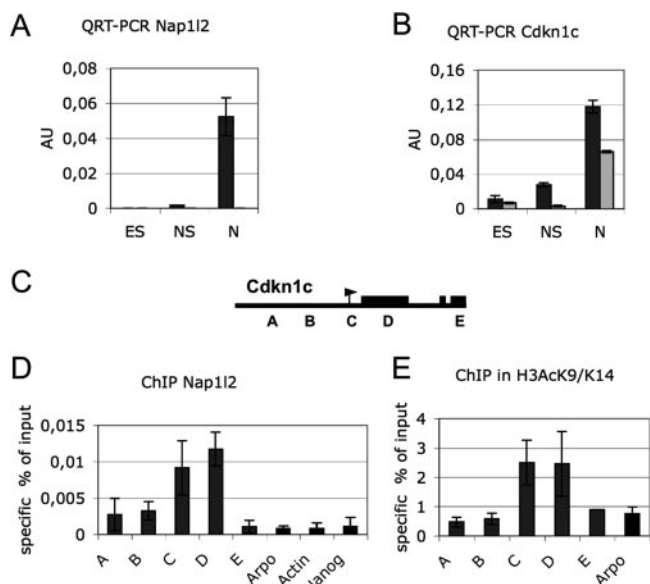 A
QRT-PCR Nap1l2
0,08
0,06
0,04
0,02
0
AU
ES NS N
B
QRT-PCR Cdkn1c
0,16
0,12
0,08
0,04
0
AU
ES NS N
C
Cdkn1c
A B C D E
D
ChIP Nap1l2
specific % of input
0,015
0,01
0,005
0
A B C D E Arpo Actin Nanog
E
ChIP in H3AcK9/K14
specific % of input
4
3
2
1
0
A B C D E Arpo